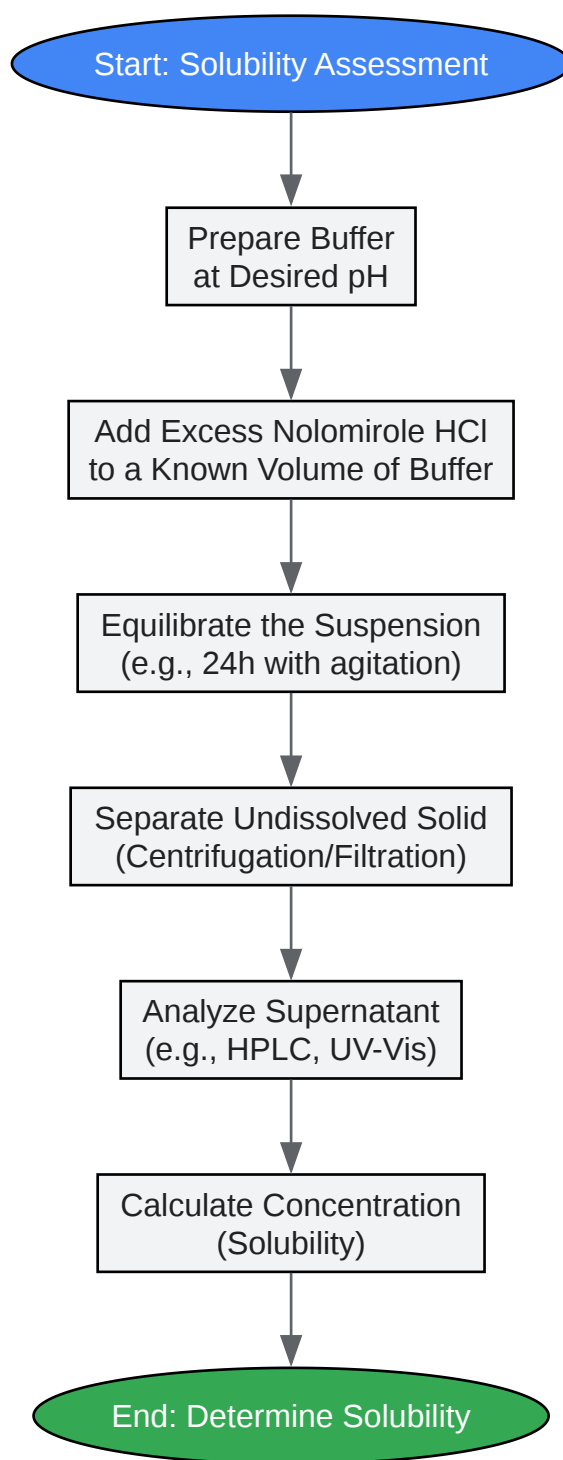 Start: Solubility Assessment
Prepare Buffer
at Desired pH
Add Excess Nolomirole HCl
to a Known Volume of Buffer
Equilibrate the Suspension
(e.g., 24h with agitation)
Separate Undissolved Solid
(Centrifugation/Filtration)
Analyze Supernatant
(e.g., HPLC, UV-Vis)
Calculate Concentration
(Solubility)
End: Determine Solubility